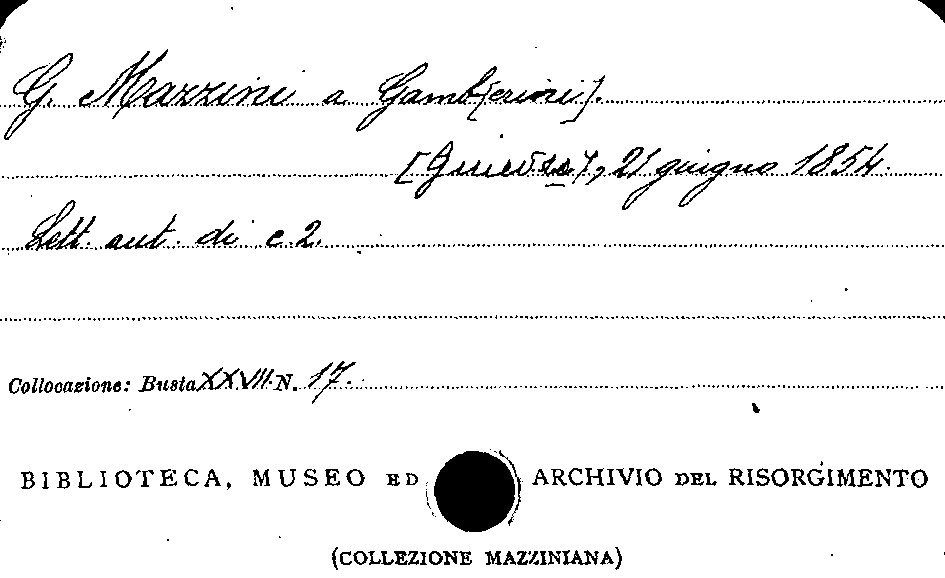 G. Mazzini a Gamb[erini].
[Ginevra], 21 giugno 1854.
Lett. aut. di c. 2.
Collocazione: Busta XXVII N. 17.
BIBLIOTECA, MUSEO ED ARCHIVIO DEL RISORGIMENTO
(COLLEZIONE MAZZINIANA)